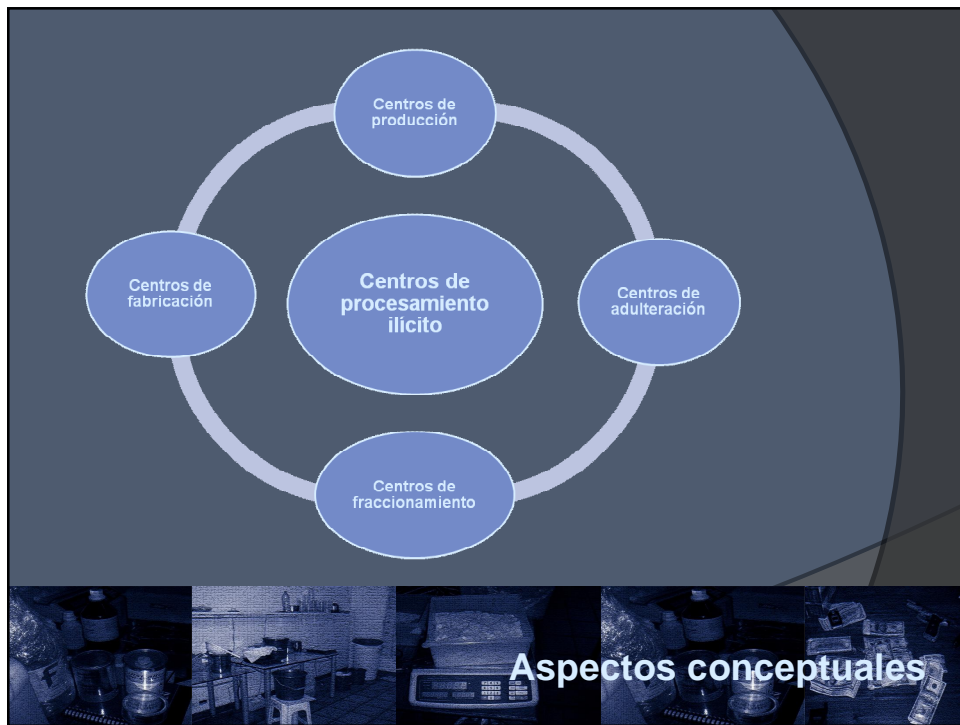 Centros de
producción
Centros de
fabricación
Centros de
procesamiento
ilícito
Centros de
adulteración
Centros de
fraccionamiento
Aspectos conceptuales